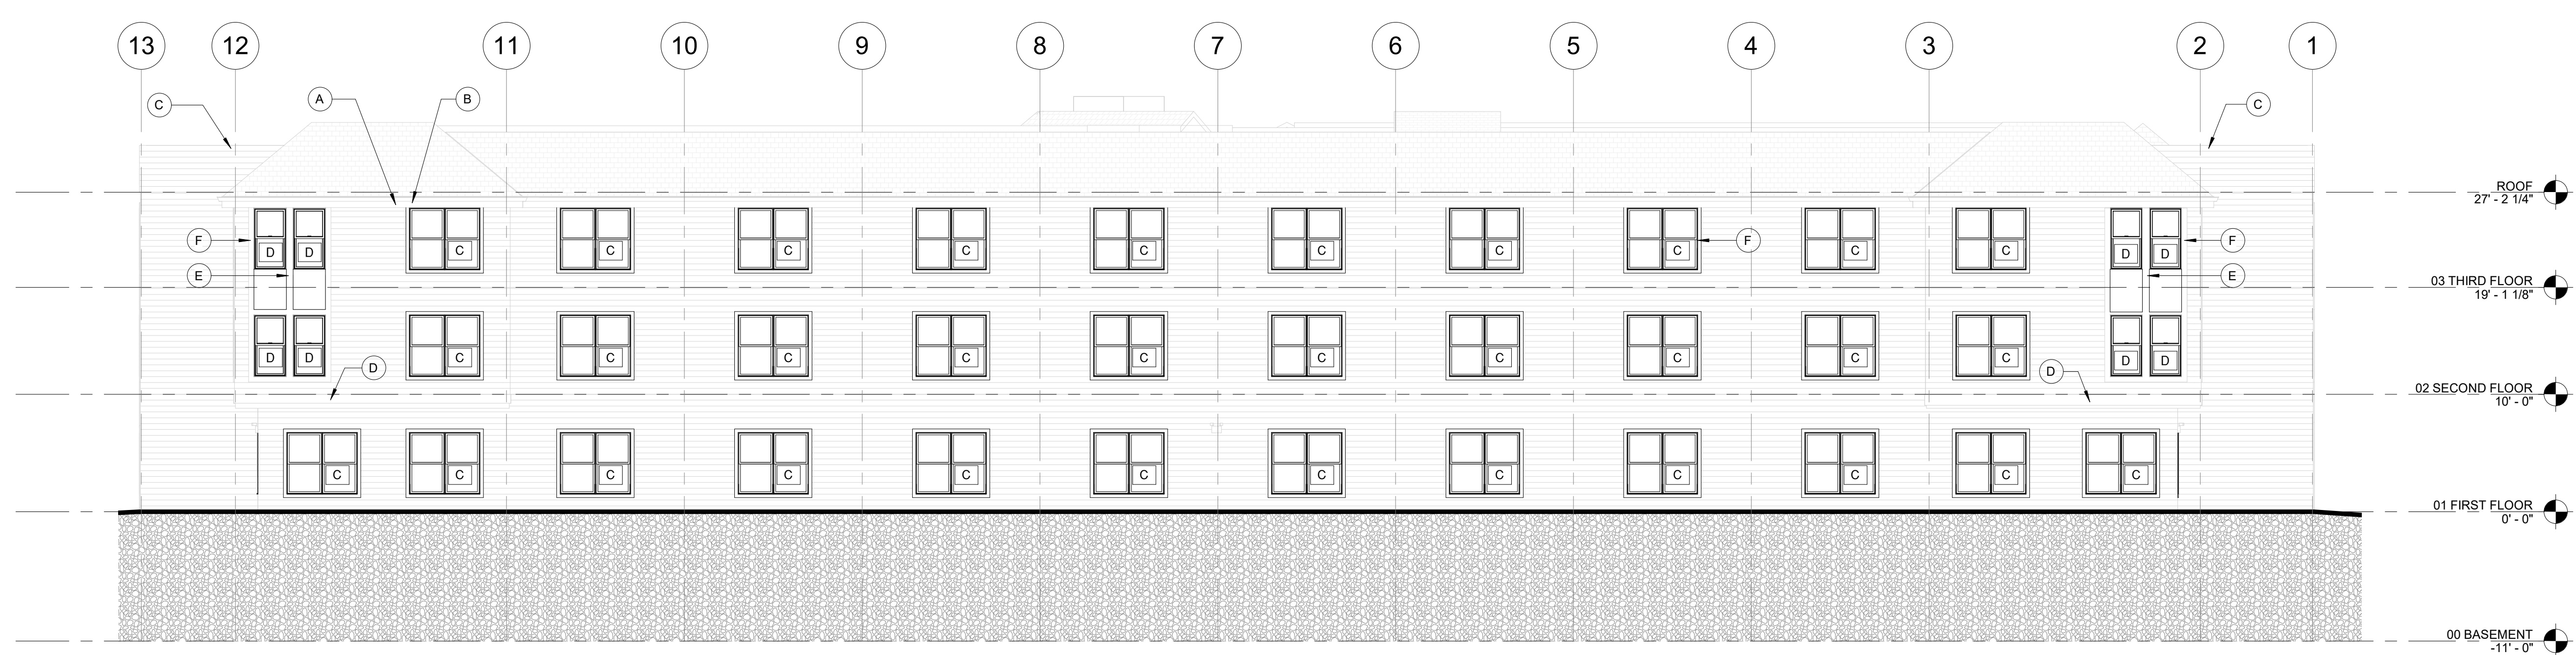 13 12 11 10 9 8 7 6 5 4 3 2 1
C A B C
ROOF
27' - 2 1/4"
F D D C C C C C C C C F C C D D F
E E
03 THIRD FLOOR
19' - 1 1/8"
D D C C C C C C C C C C D D
D D
02 SECOND FLOOR
10' - 0"
C C C C C C C C C C C C
01 FIRST FLOOR
0' - 0"
00 BASEMENT
-11' - 0"